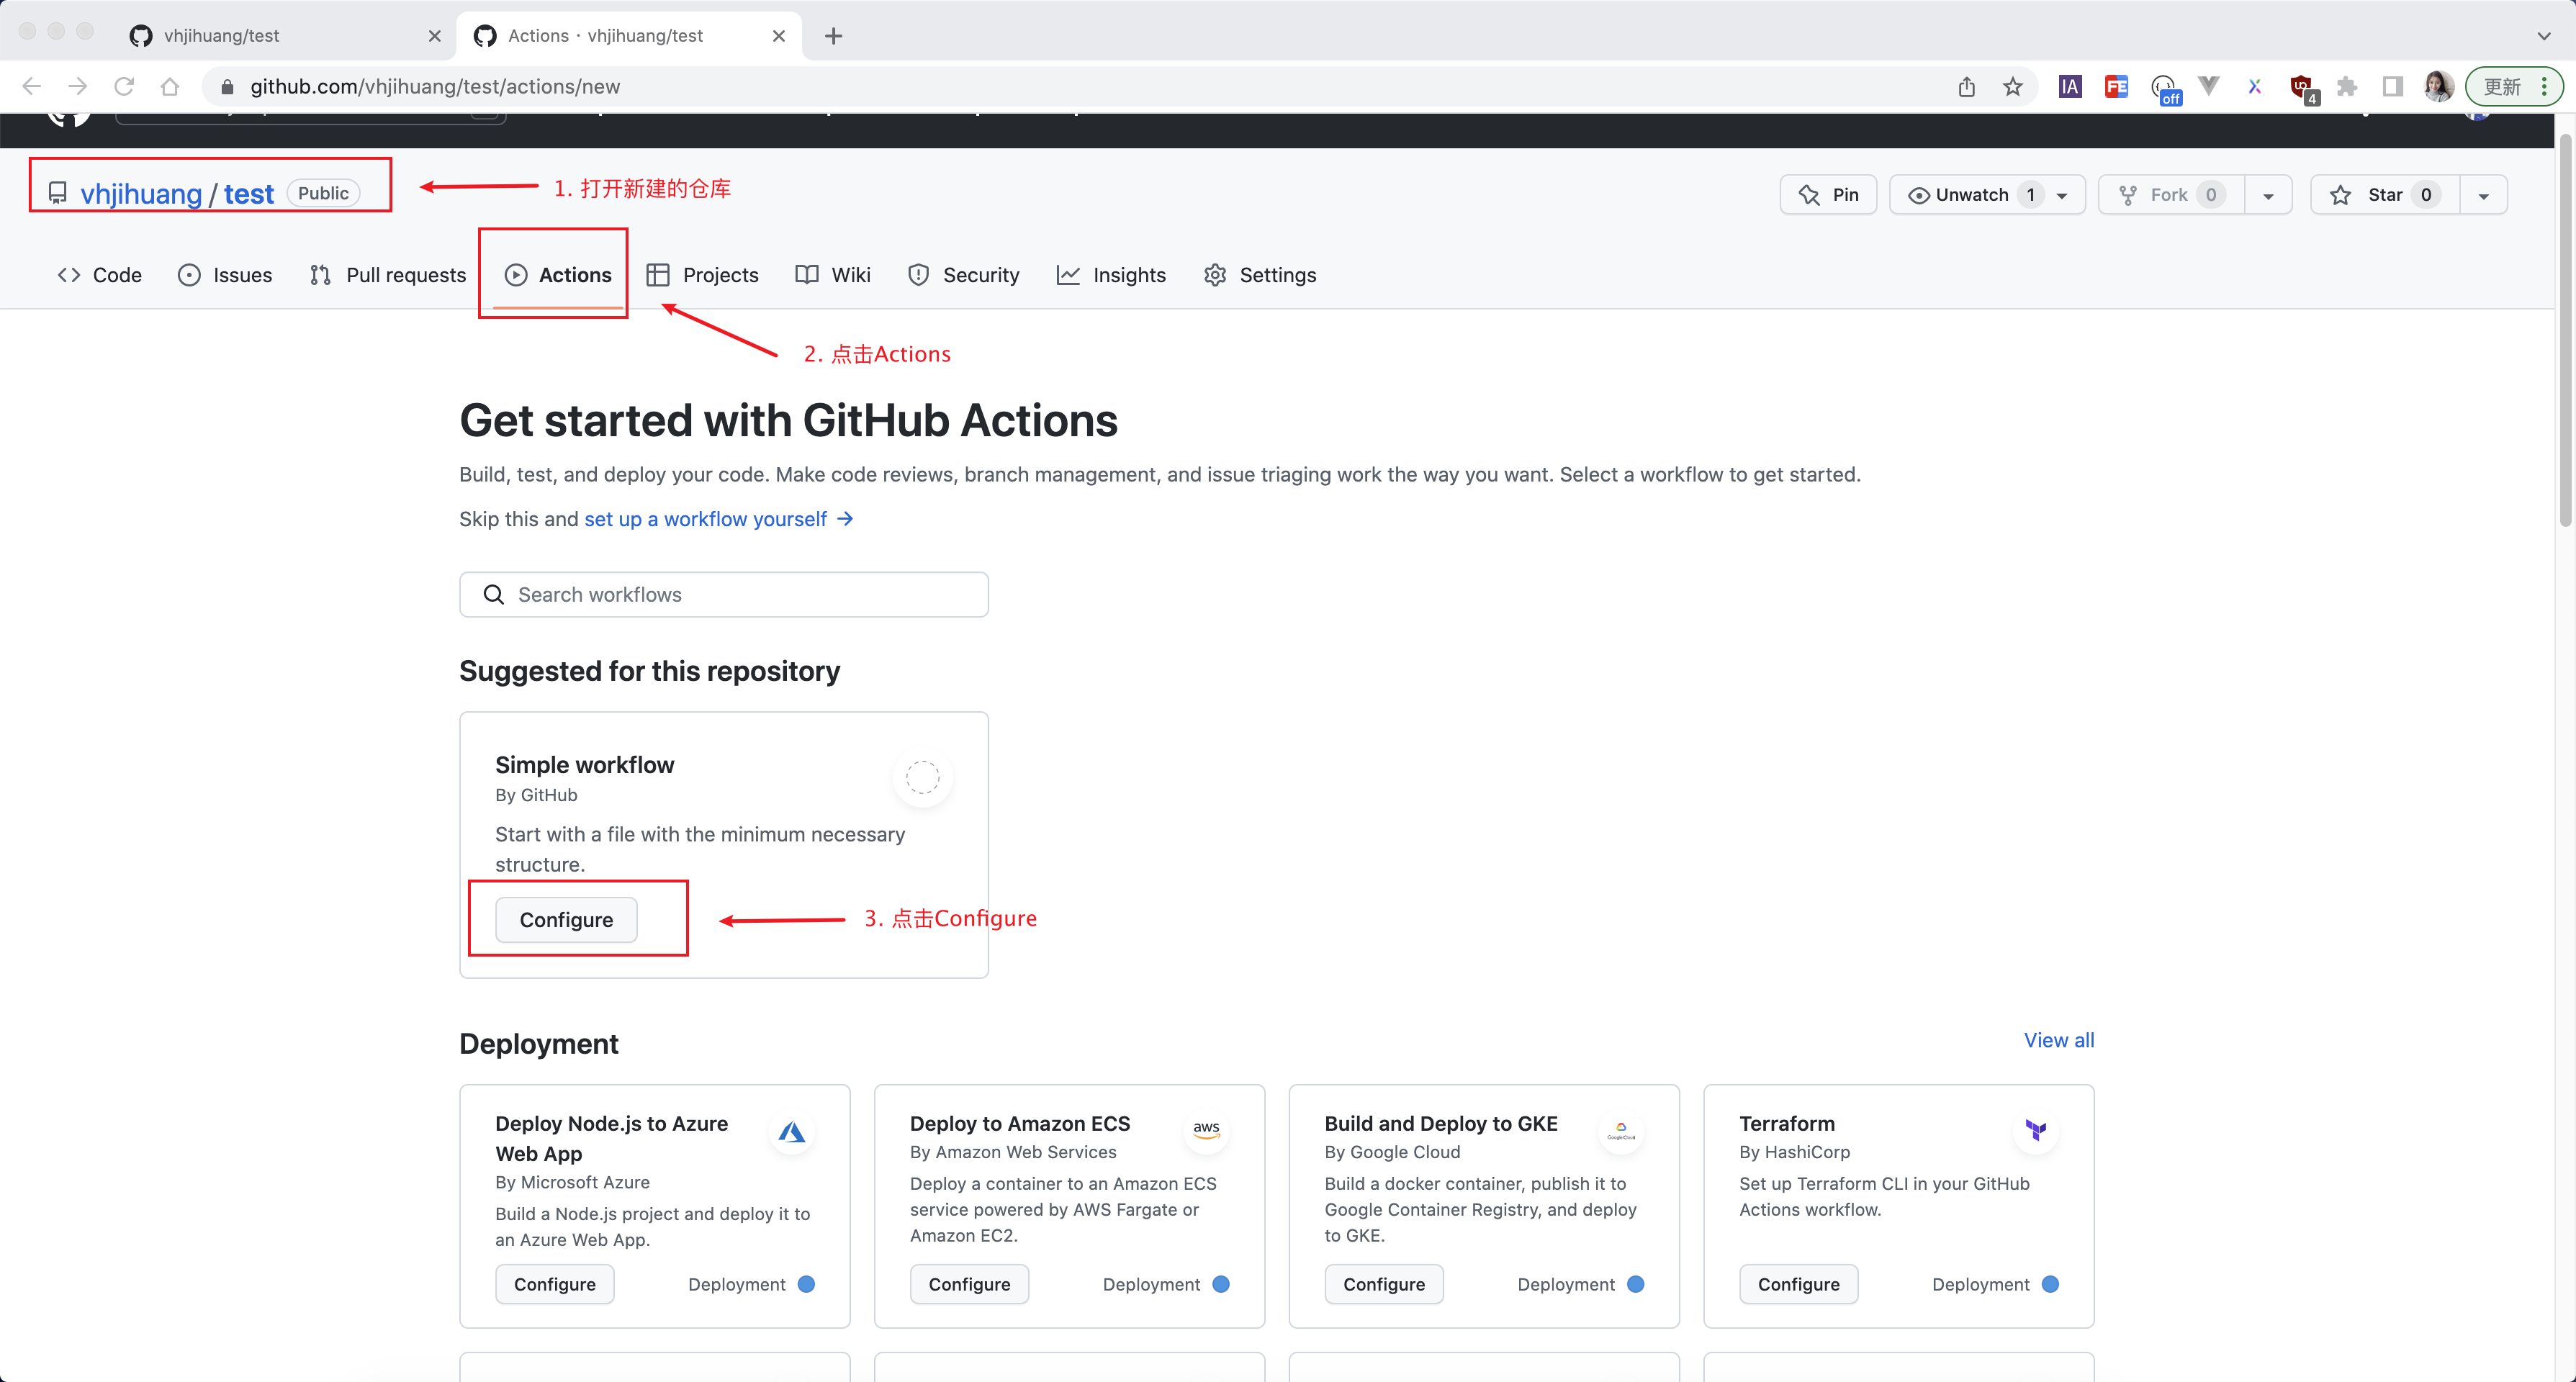 vhjihuang/test
Actions · vhjihuang/test
github.com/vhjihuang/test/actions/new
IA
FE
off
4
更新
vhjihuang / test Public
1. 打开新建的仓库
Pin
Unwatch 1
Fork 0
Star 0
Code
Issues
Pull requests
Actions
Projects
Wiki
Security
Insights
Settings
2. 点击Actions
Get started with GitHub Actions
Build, test, and deploy your code. Make code reviews, branch management, and issue triaging work the way you want. Select a workflow to get started.
Skip this and set up a workflow yourself →
Search workflows
Suggested for this repository
Simple workflow
By GitHub
Start with a file with the minimum necessary
structure.
Configure
3. 点击Configure
Deployment
View all
Deploy Node.js to Azure
Web App
By Microsoft Azure
Build a Node.js project and deploy it to
an Azure Web App.
Configure
Deployment
Deploy to Amazon ECS
aws
By Amazon Web Services
Deploy a container to an Amazon ECS
service powered by AWS Fargate or
Amazon EC2.
Configure
Deployment
Build and Deploy to GKE
Google Cloud
By Google Cloud
Build a docker container, publish it to
Google Container Registry, and deploy
to GKE.
Configure
Deployment
Terraform
By HashiCorp
Set up Terraform CLI in your GitHub
Actions workflow.
Configure
Deployment